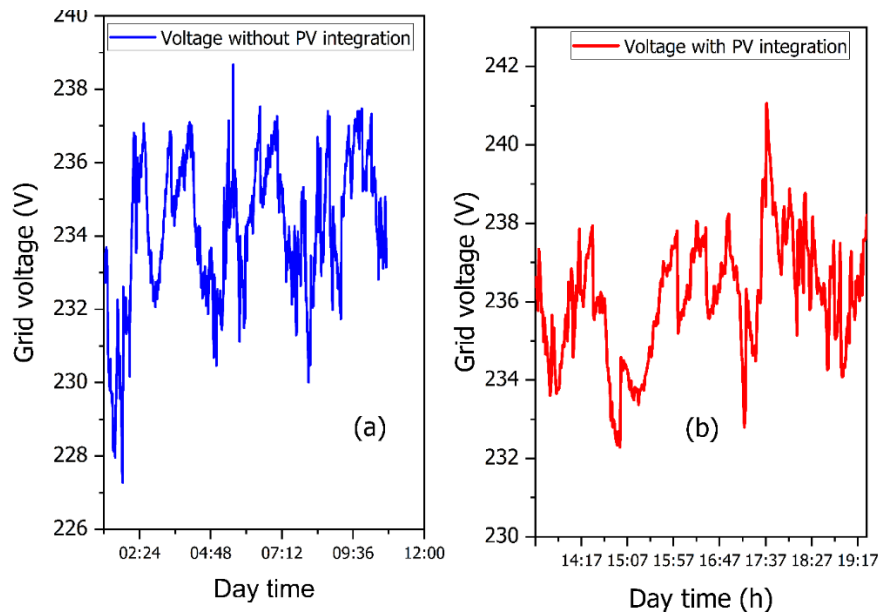 240
238
236
234
232
230
228
226
Grid voltage (V)
Voltage without PV integration
(a)
02:24 04:48 07:12 09:36 12:00
Day time
242
240
238
236
234
232
230
Grid voltage (V)
Voltage with PV integration
(b)
14:17 15:07 15:57 16:47 17:37 18:27 19:17
Day time (h)